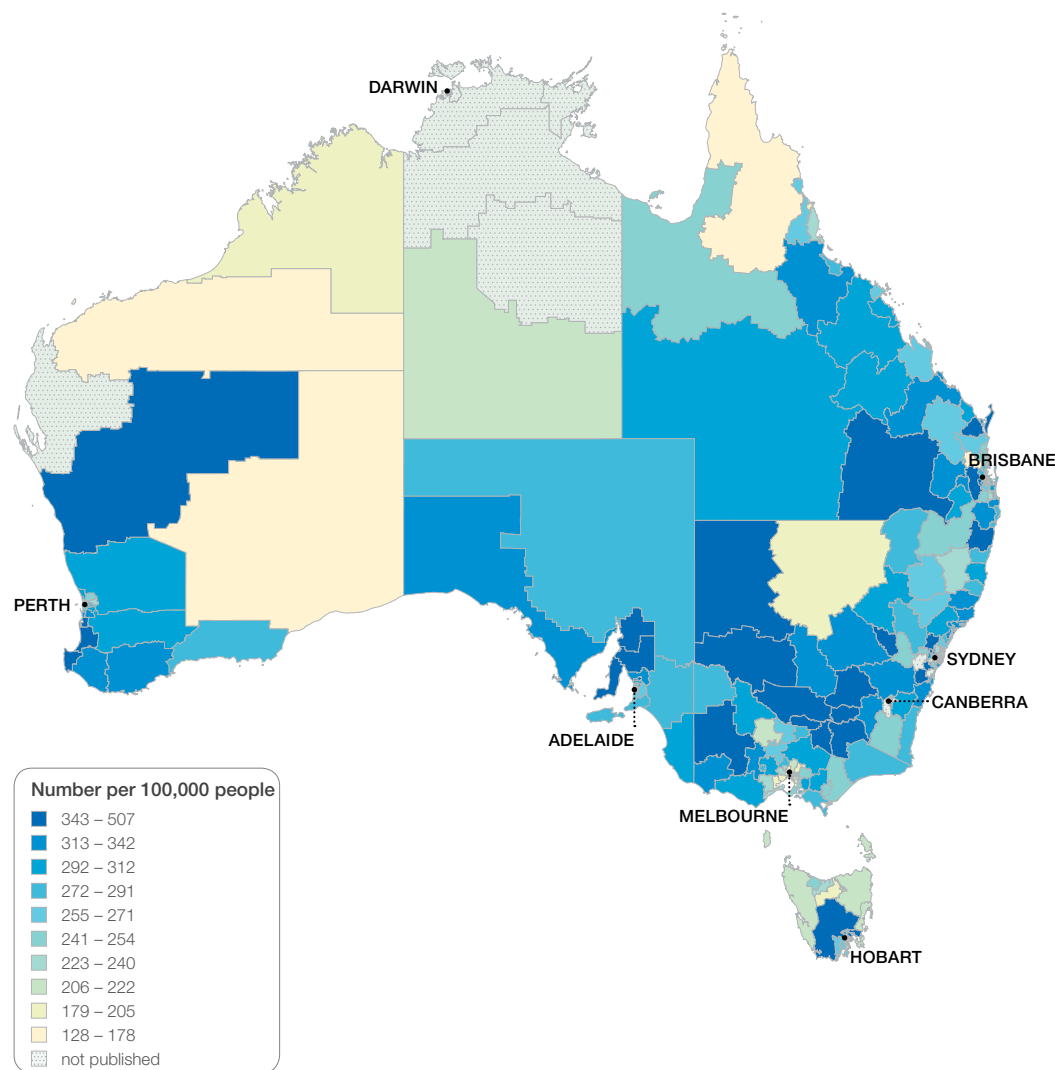 DARWIN
BRISBANE
PERTH
SYDNEY
CANBERRA
ADELAIDE
MELBOURNE
HOBART
Number per 100,000 people
343 – 507
313 – 342
292 – 312
272 – 291
255 – 271
241 – 254
223 – 240
206 – 222
179 – 205
128 – 178
not published